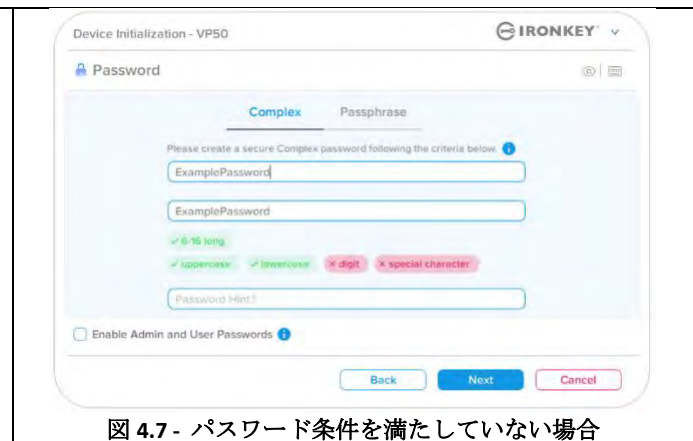 Device Initialization - VP50
IRONKEY
Password
Complex
Passphrase
Please create a secure Complex password following the criteria below.
ExamplePassword
ExamplePassword
✓ 6-16 long
✓ uppercase ✓ lowercase × digit × special character
Password Hint?
Enable Admin and User Passwords
Back
Next
Cancel
図 4.7 - パスワード条件を満たしていない場合